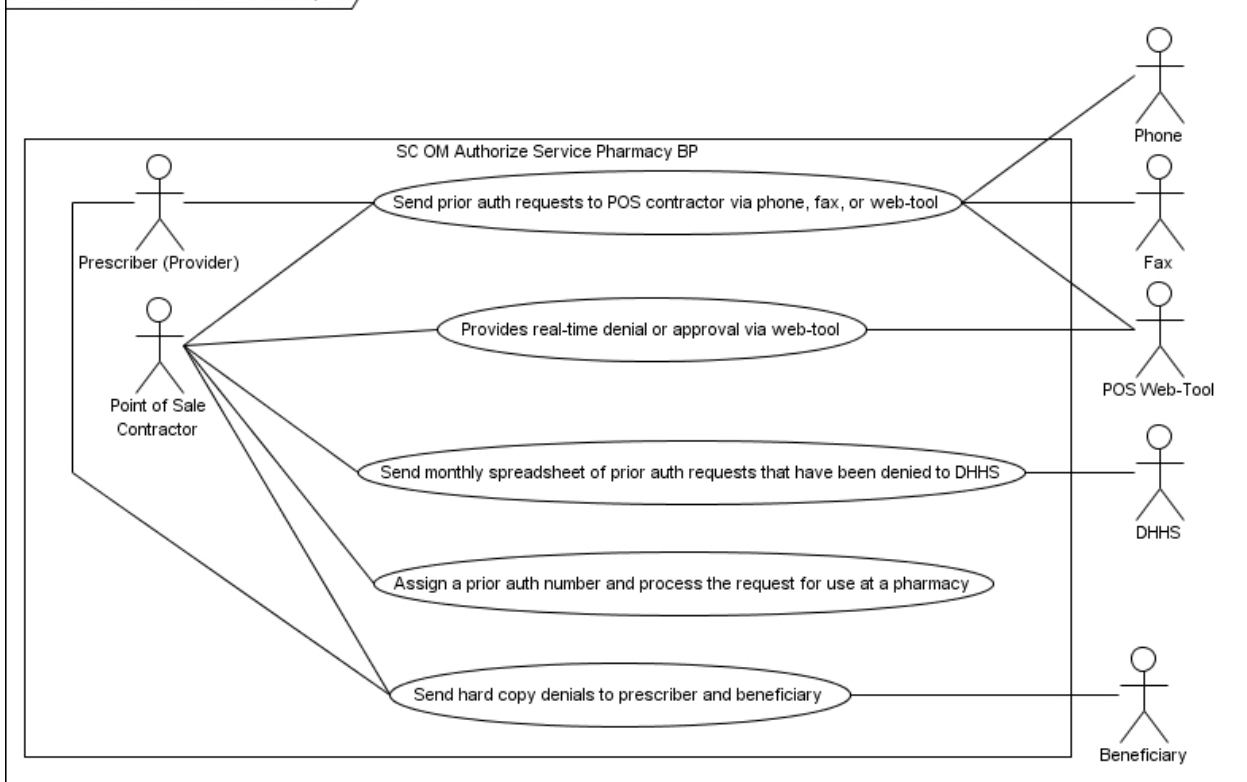 SC OM Authorize Service Pharmacy BP
Phone
Send prior auth requests to POS contractor via phone, fax, or web-tool
Prescriber (Provider)
Fax
Provides real-time denial or approval via web-tool
POS Web-Tool
Point of Sale
Contractor
Send monthly spreadsheet of prior auth requests that have been denied to DHHS
DHHS
Assign a prior auth number and process the request for use at a pharmacy
Send hard copy denials to prescriber and beneficiary
Beneficiary